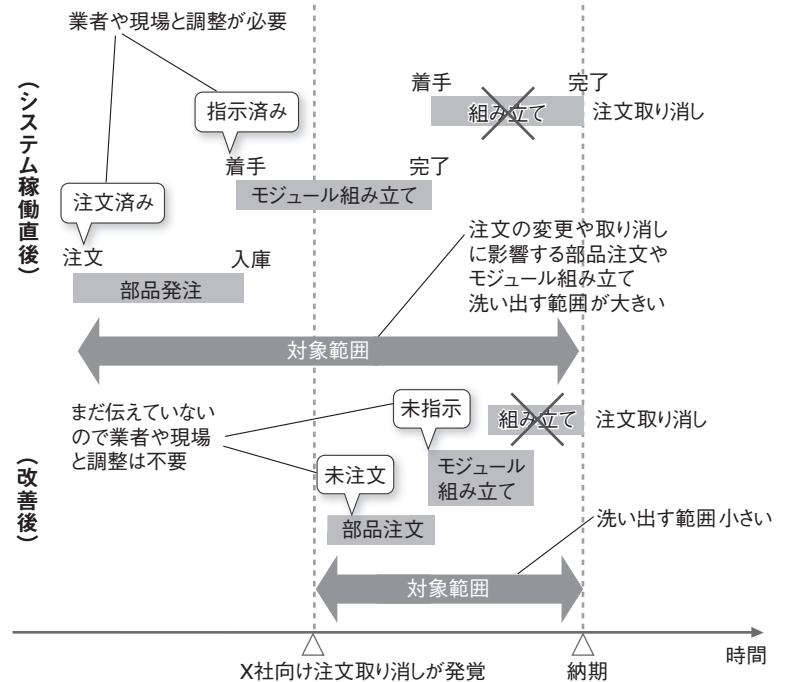 業者や現場と調整が必要
（システム稼働直後）
着手
完了
組み立て
注文取り消し
指示済み
着手
完了
モジュール組み立て
注文済み
注文
入庫
部品発注
注文の変更や取り消し
に影響する部品注文や
モジュール組み立て
洗い出す範囲が大きい
対象範囲
（改善後）
まだ伝えていない
ので業者や現場
と調整は不要
未指示
組み立て
注文取り消し
モジュール
組み立て
未注文
部品注文
洗い出す範囲小さい
対象範囲
時間
X社向け注文取り消しが発覚
納期